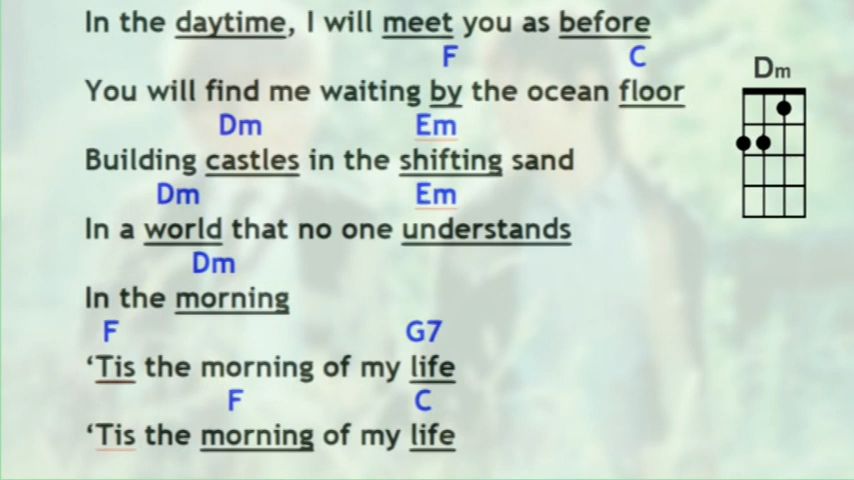 In the daytime, I will meet you as before
F C
Dm
You will find me waiting by the ocean floor
Dm Em
Building castles in the shifting sand
Dm Em
In a world that no one understands
Dm
In the morning
F G7
‘Tis the morning of my life
F C
‘Tis the morning of my life